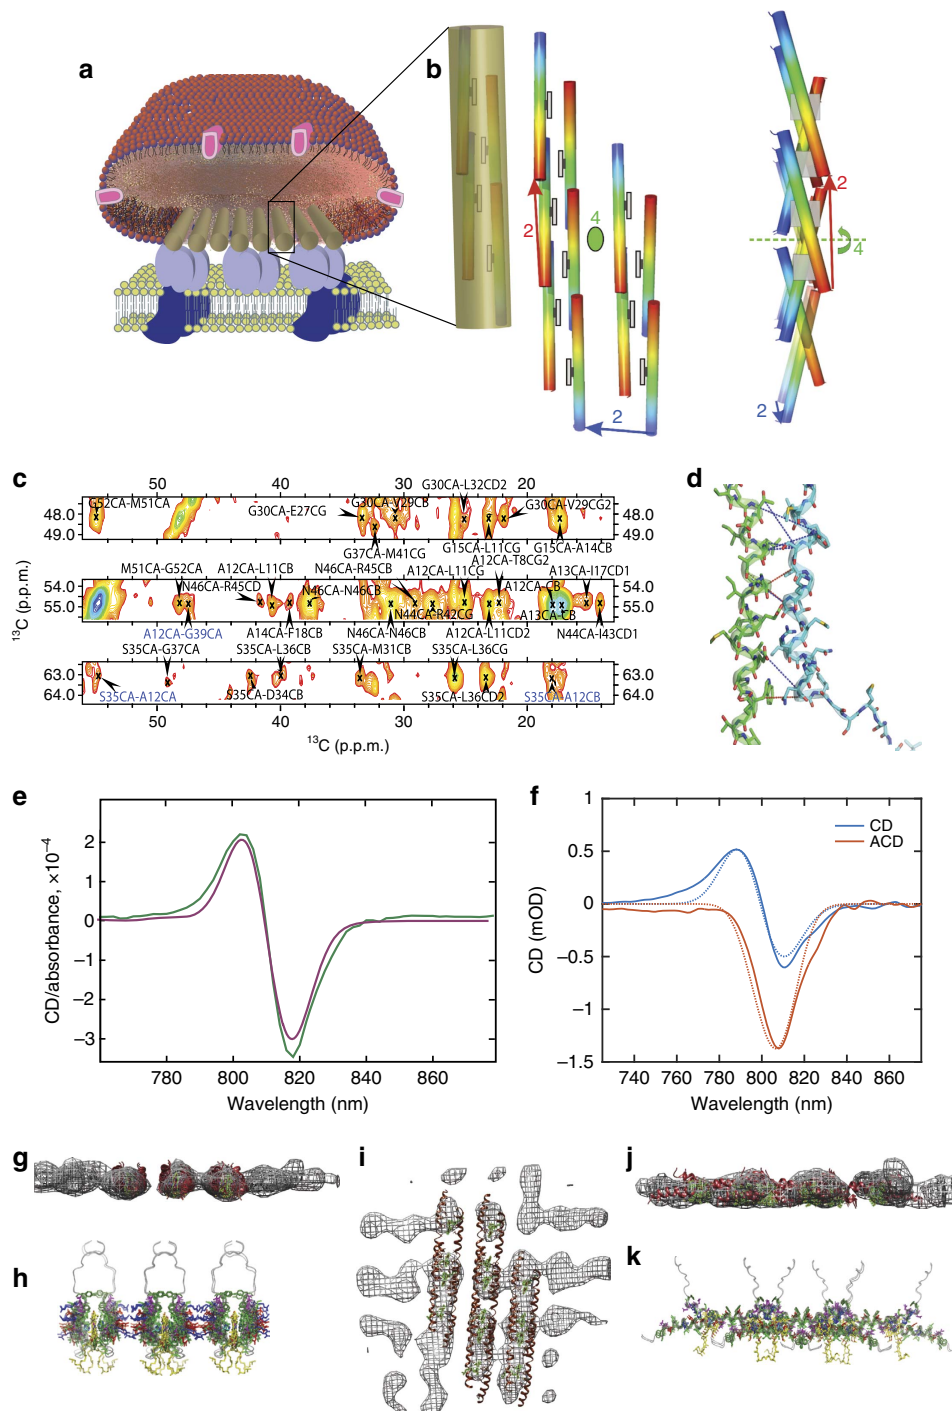 a
b
2
4
2
2
4
2
c
50
40
30
20
G30CA-L32CD2
G52CA-M51CA
G30CA-V29CB
G30CA-E27CG
G30CA-V29CG2
48.0
49.0
48.0
49.0
G37CA-M41CG
G15CA-L11CG
G15CA-A14CB
M51CA-G52CA
A12CA-L11CB
N46CA-R45CB
A12CA-T8CG2
A12CA-L11CG
A13CA-I17CD1
N46CA-R45CD
N46CA-N46CB
A12CA-CB
54.0
55.0
54.0
55.0
N44CA-R42CG
A13CA-CB
A12CA-G39CA
A14CA-F18CB
N46CA-N46CB
A12CA-L11CD2
N44CA-I43CD1
S35CA-G37CA
S35CA-L36CB
S35CA-M31CB
S35CA-L36CG
63.0
64.0
63.0
64.0
S35CA-A12CA
S35CA-D34CB
S35CA-L36CD2
S35CA-A12CB
50
40
30
20
13C (p.p.m.)
13C (p.p.m.)
d
e
2
1
0
–1
–2
–3
CD/absorbance, ×10–4
780
800
820
840
860
Wavelength (nm)
f
1
0.5
0
–0.5
–1
–1.5
CD (mOD)
CD
ACD
740
760
780
800
820
840
860
Wavelength (nm)
g
h
i
j
k